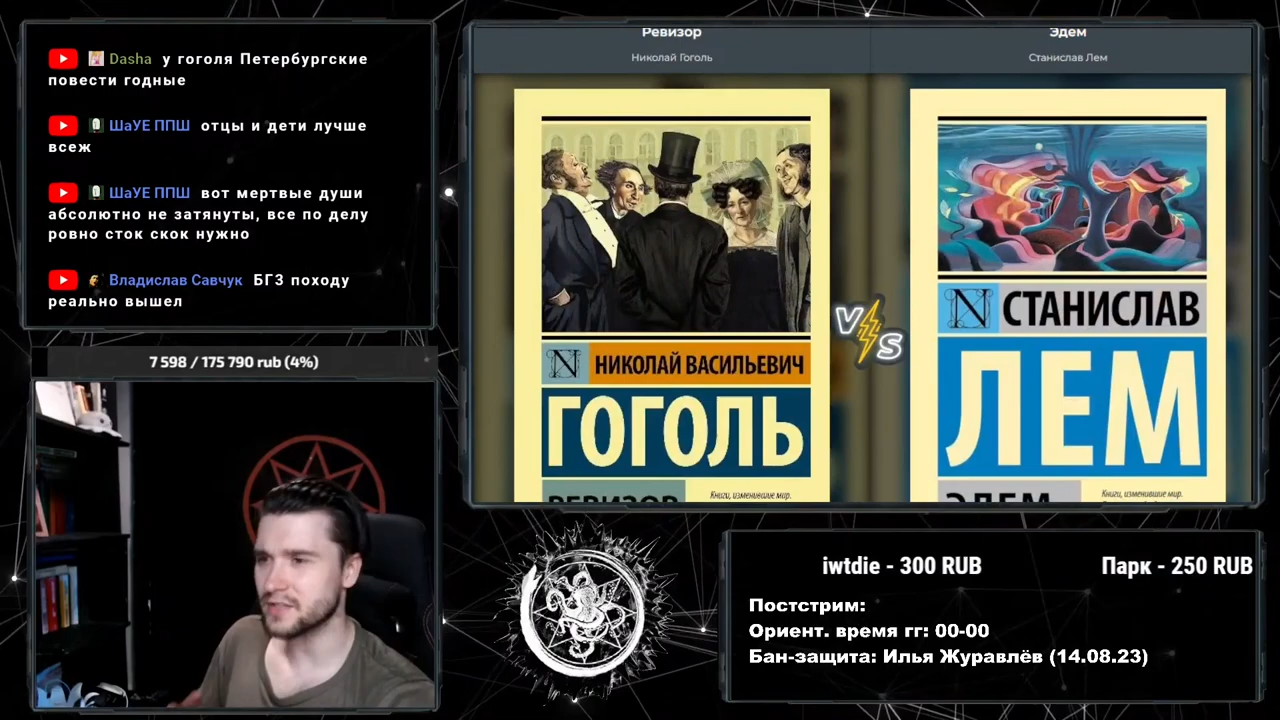 Dasha у гоголя Петербургские
повести годные
ШаУЕ ППШ отцы и дети лучше
всеж
ШаУЕ ППШ вот мертвые души
абсолютно не затянуты, все по делу
ровно сток скок нужно
Владислав Савчук БГ3 походу
реально вышел
7 598 / 175 790 rub (4%)
Ревизор
Николай Гоголь
Эдем
Станислав Лем
N НИКОЛАЙ ВАСИЛЬЕВИЧ
ГОГОЛЬ
РЕВИЗОР
Книги, изменившие мир.
VS
N СТАНИСЛАВ
ЛЕМ
ЭДЕМ
Книги, изменившие мир.
iwtdie - 300 RUB
Парк - 250 RUB
Постстрим:
Ориент. время гг: 00-00
Бан-защита: Илья Журавлёв (14.08.23)